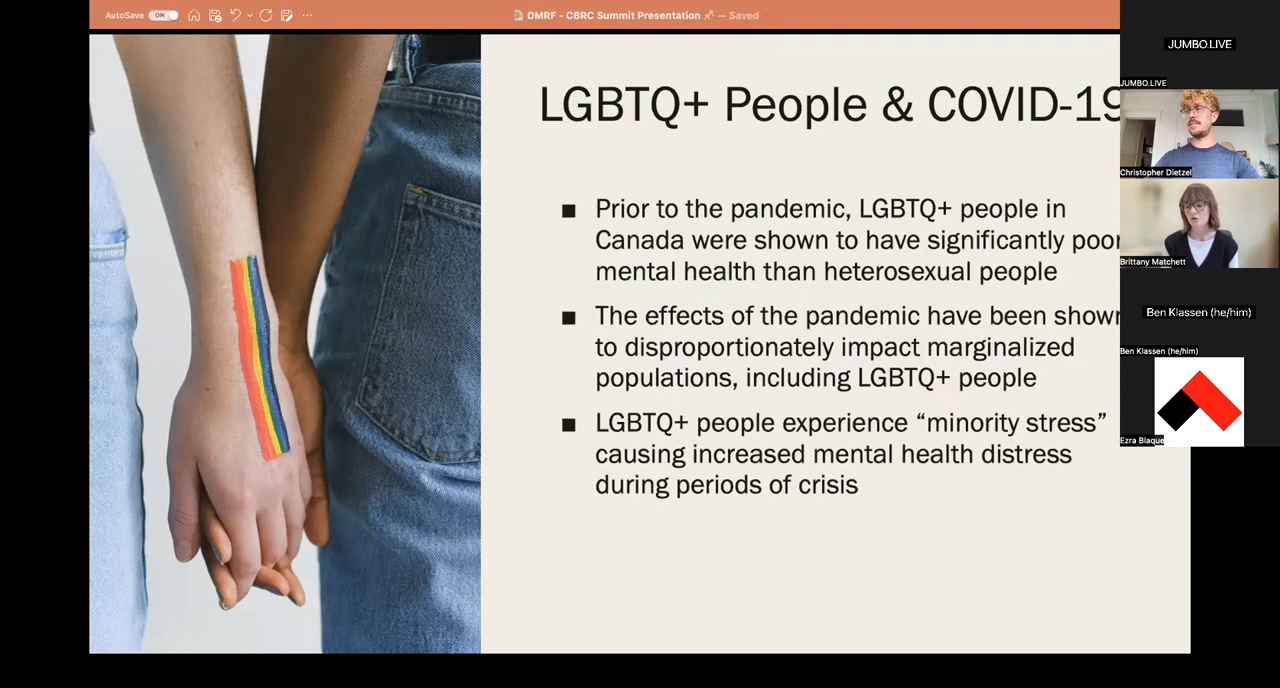 AutoSave ON
DMRF - CBRC Summit Presentation — Saved
LGBTQ+ People & COVID-19
■ Prior to the pandemic, LGBTQ+ people in
Canada were shown to have significantly poor
mental health than heterosexual people
■ The effects of the pandemic have been shown
to disproportionately impact marginalized
populations, including LGBTQ+ people
■ LGBTQ+ people experience “minority stress”
causing increased mental health distress
during periods of crisis
JUMBO.LIVE
JUMBO.LIVE
Christopher Dietzel
Brittany Matchett
Ben Klassen (he/him)
Ben Klassen (he/him)
Ezra Blaque